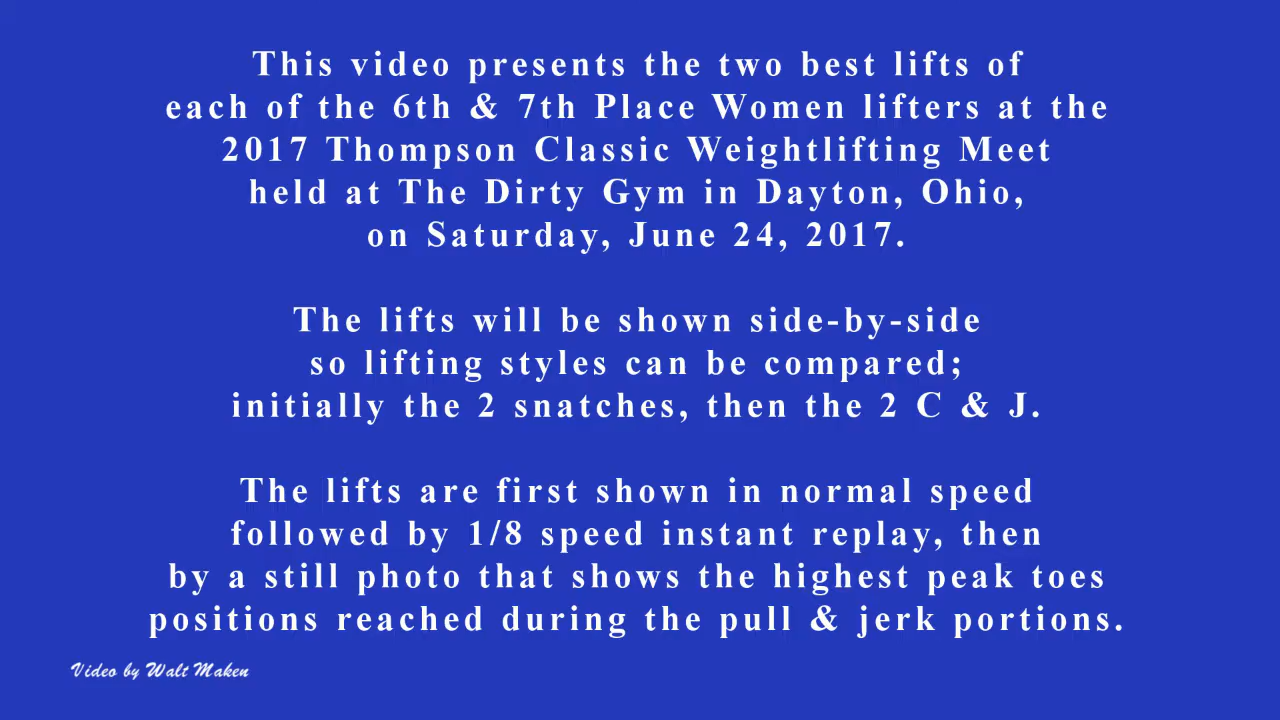 This video presents the two best lifts of
each of the 6th & 7th Place Women lifters at the
2017 Thompson Classic Weightlifting Meet
held at The Dirty Gym in Dayton, Ohio,
on Saturday, June 24, 2017.
The lifts will be shown side-by-side
so lifting styles can be compared;
initially the 2 snatches, then the 2 C & J.
The lifts are first shown in normal speed
followed by 1/8 speed instant replay, then
by a still photo that shows the highest peak toes
positions reached during the pull & jerk portions.
Video by Walt Maken